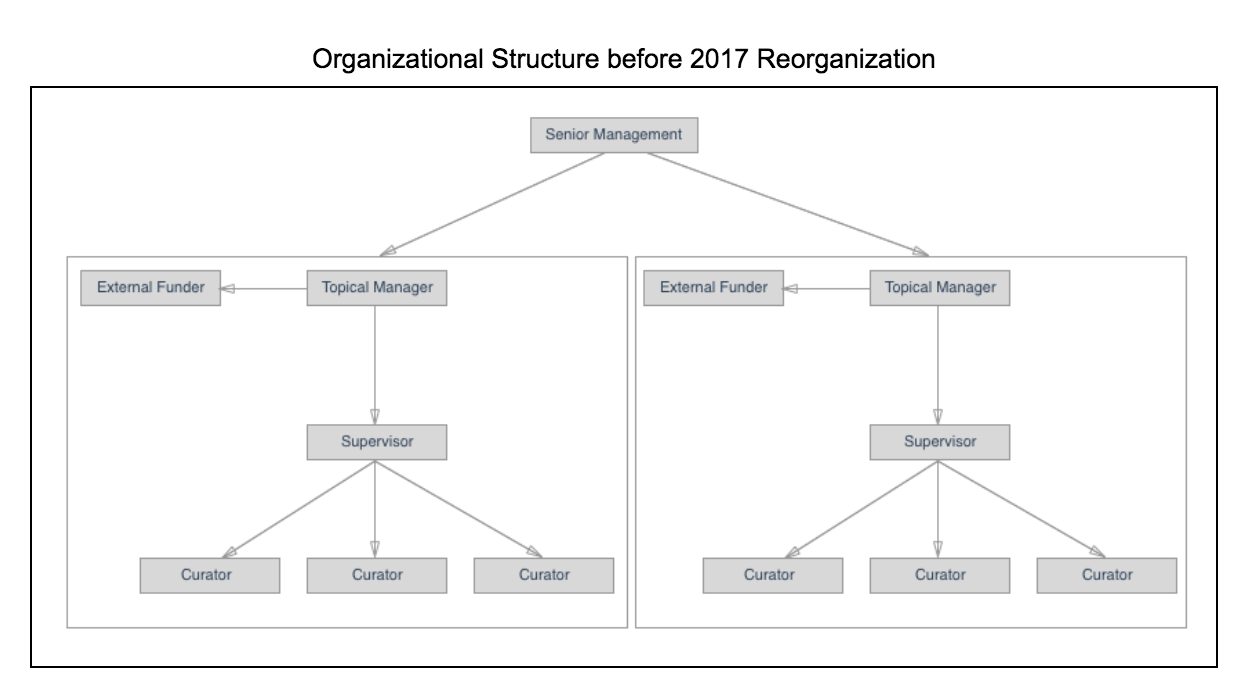 Organizational Structure before 2017 Reorganization
Senior Management
External Funder
Topical Manager
External Funder
Topical Manager
Supervisor
Supervisor
Curator
Curator
Curator
Curator
Curator
Curator